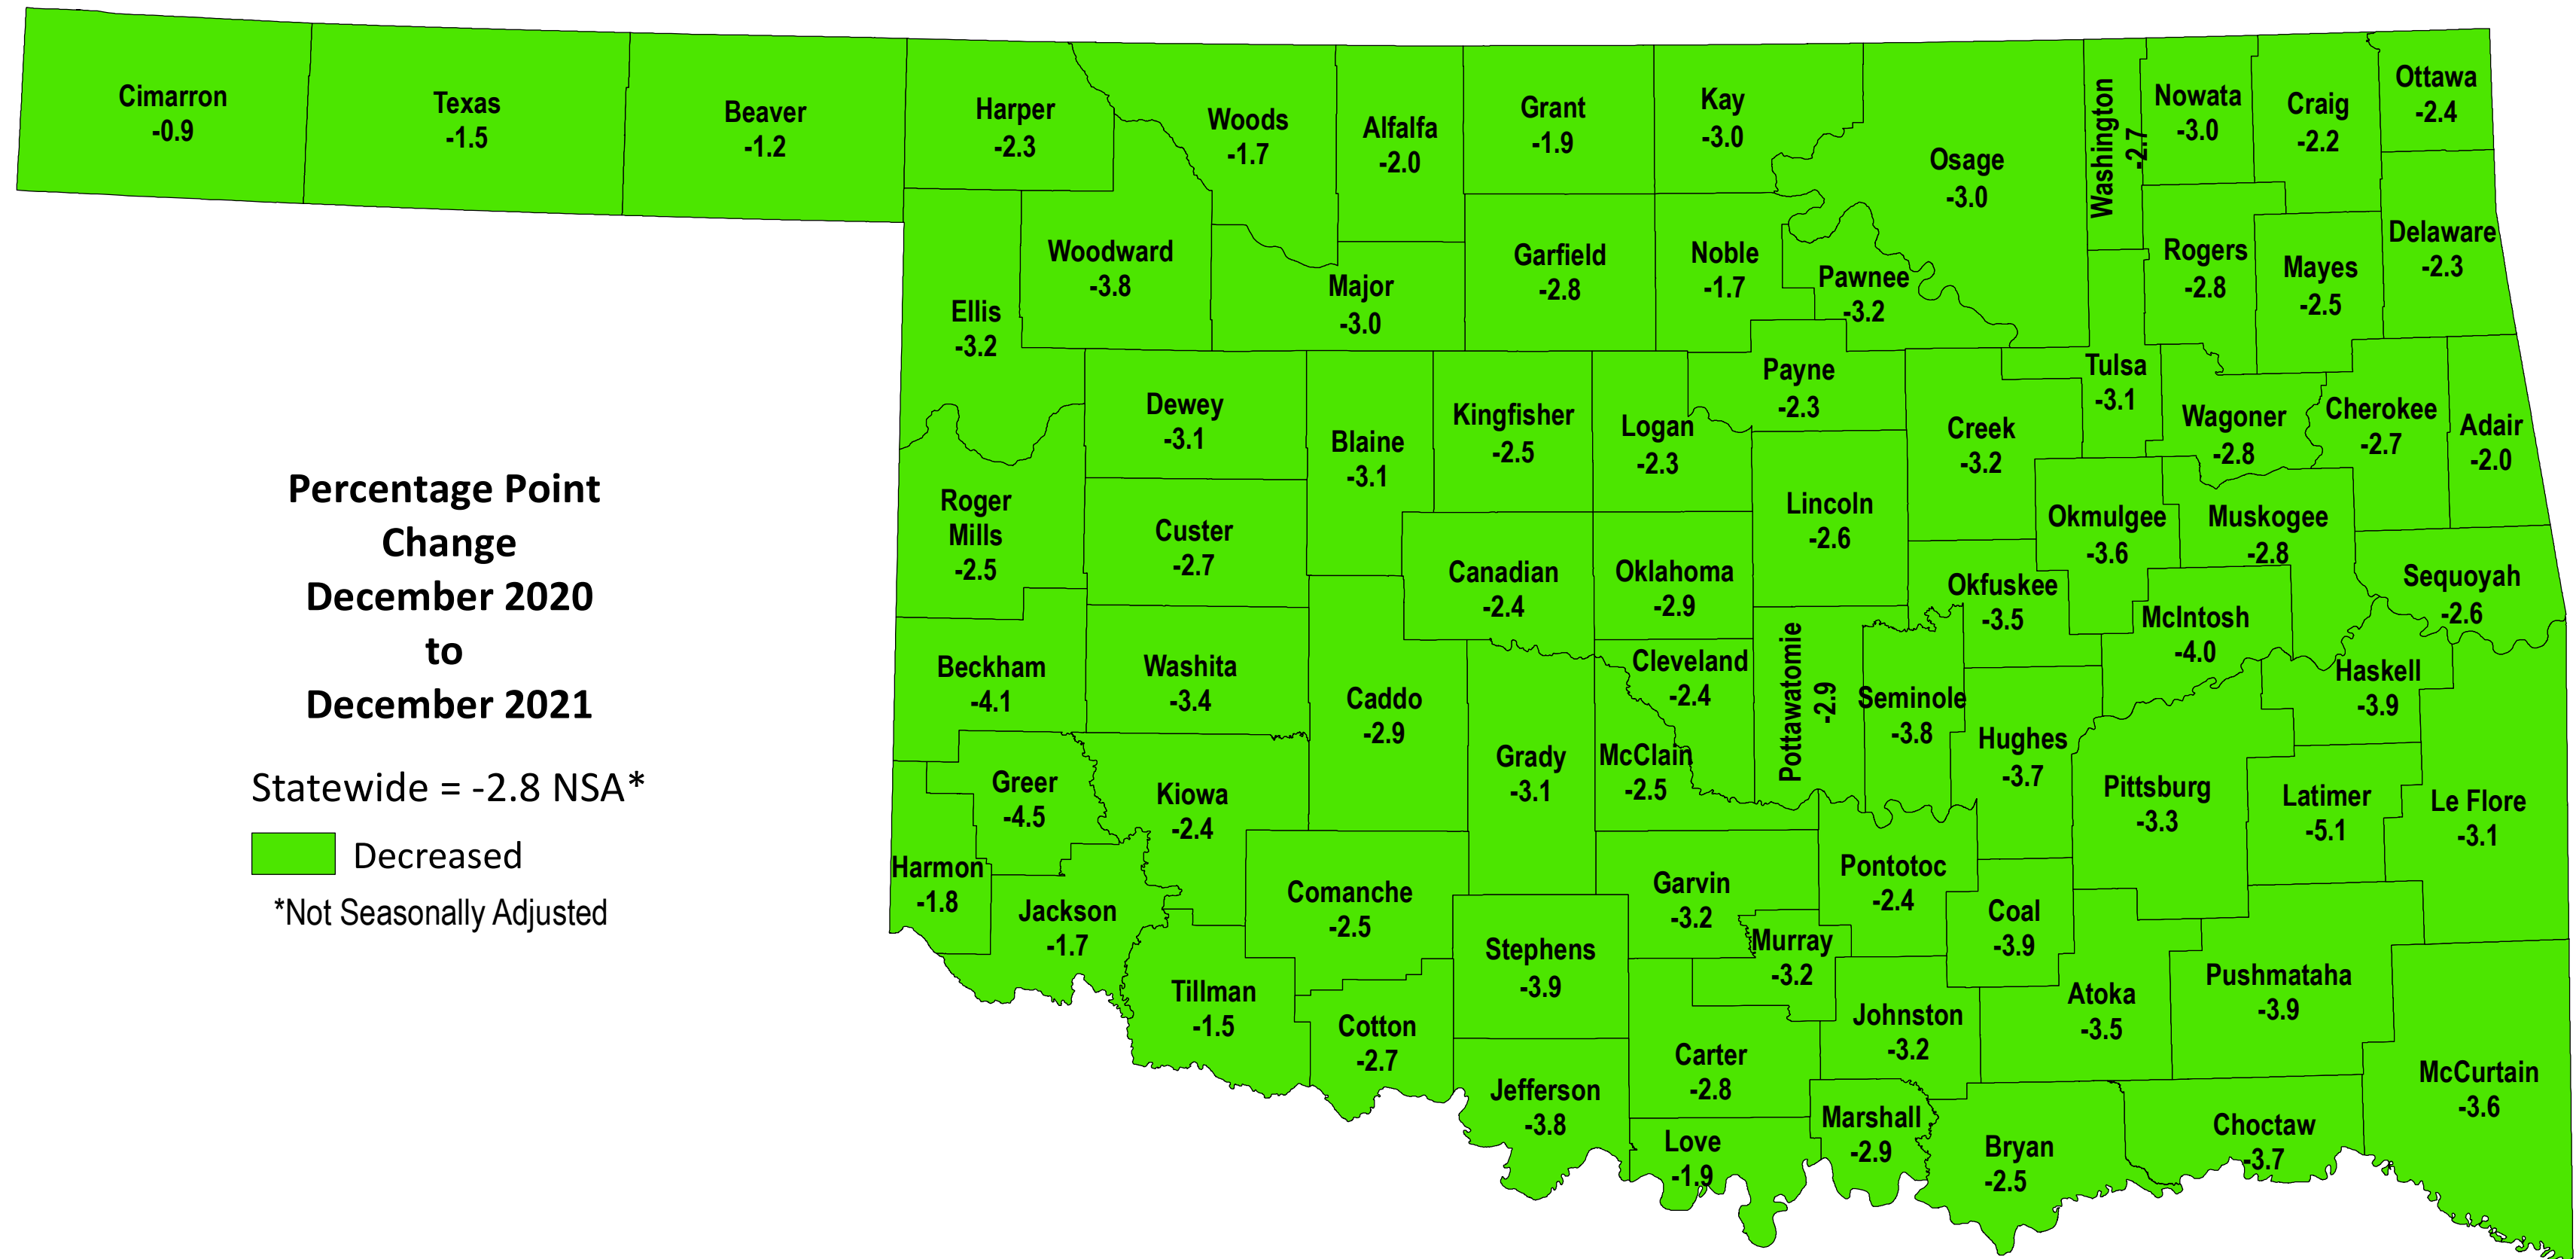 Cimarron
-0.9
Texas
-1.5
Beaver
-1.2
Harper
-2.3
Woods
-1.7
Alfalfa
-2.0
Grant
-1.9
Kay
-3.0
Osage
-3.0
Washington
-2.7
Nowata
-3.0
Craig
-2.2
Ottawa
-2.4
Ellis
-3.2
Woodward
-3.8
Major
-3.0
Garfield
-2.8
Noble
-1.7
Pawnee
-3.2
Rogers
-2.8
Mayes
-2.5
Delaware
-2.3
Dewey
-3.1
Blaine
-3.1
Kingfisher
-2.5
Logan
-2.3
Payne
-2.3
Creek
-3.2
Tulsa
-3.1
Wagoner
-2.8
Cherokee
-2.7
Adair
-2.0
Roger
Mills
-2.5
Custer
-2.7
Canadian
-2.4
Oklahoma
-2.9
Lincoln
-2.6
Okfuskee
-3.5
Okmulgee
-3.6
Muskogee
-2.8
McIntosh
-4.0
Sequoyah
-2.6
Beckham
-4.1
Washita
-3.4
Caddo
-2.9
Grady
-3.1
Cleveland
-2.4
McClain
-2.5
Pottawatomie
-2.9
Seminole
-3.8
Hughes
-3.7
Pittsburg
-3.3
Haskell
-3.9
Latimer
-5.1
Le Flore
-3.1
Greer
-4.5
Kiowa
-2.4
Harmon
-1.8
Jackson
-1.7
Comanche
-2.5
Tillman
-1.5
Cotton
-2.7
Stephens
-3.9
Jefferson
-3.8
Garvin
-3.2
Murray
-3.2
Pontotoc
-2.4
Coal
-3.9
Johnston
-3.2
Atoka
-3.5
Pushmataha
-3.9
McCurtain
-3.6
Carter
-2.8
Love
-1.9
Marshall
-2.9
Bryan
-2.5
Choctaw
-3.7
Percentage Point
Change
December 2020
to
December 2021
Statewide = -2.8 NSA*
Decreased
*Not Seasonally Adjusted